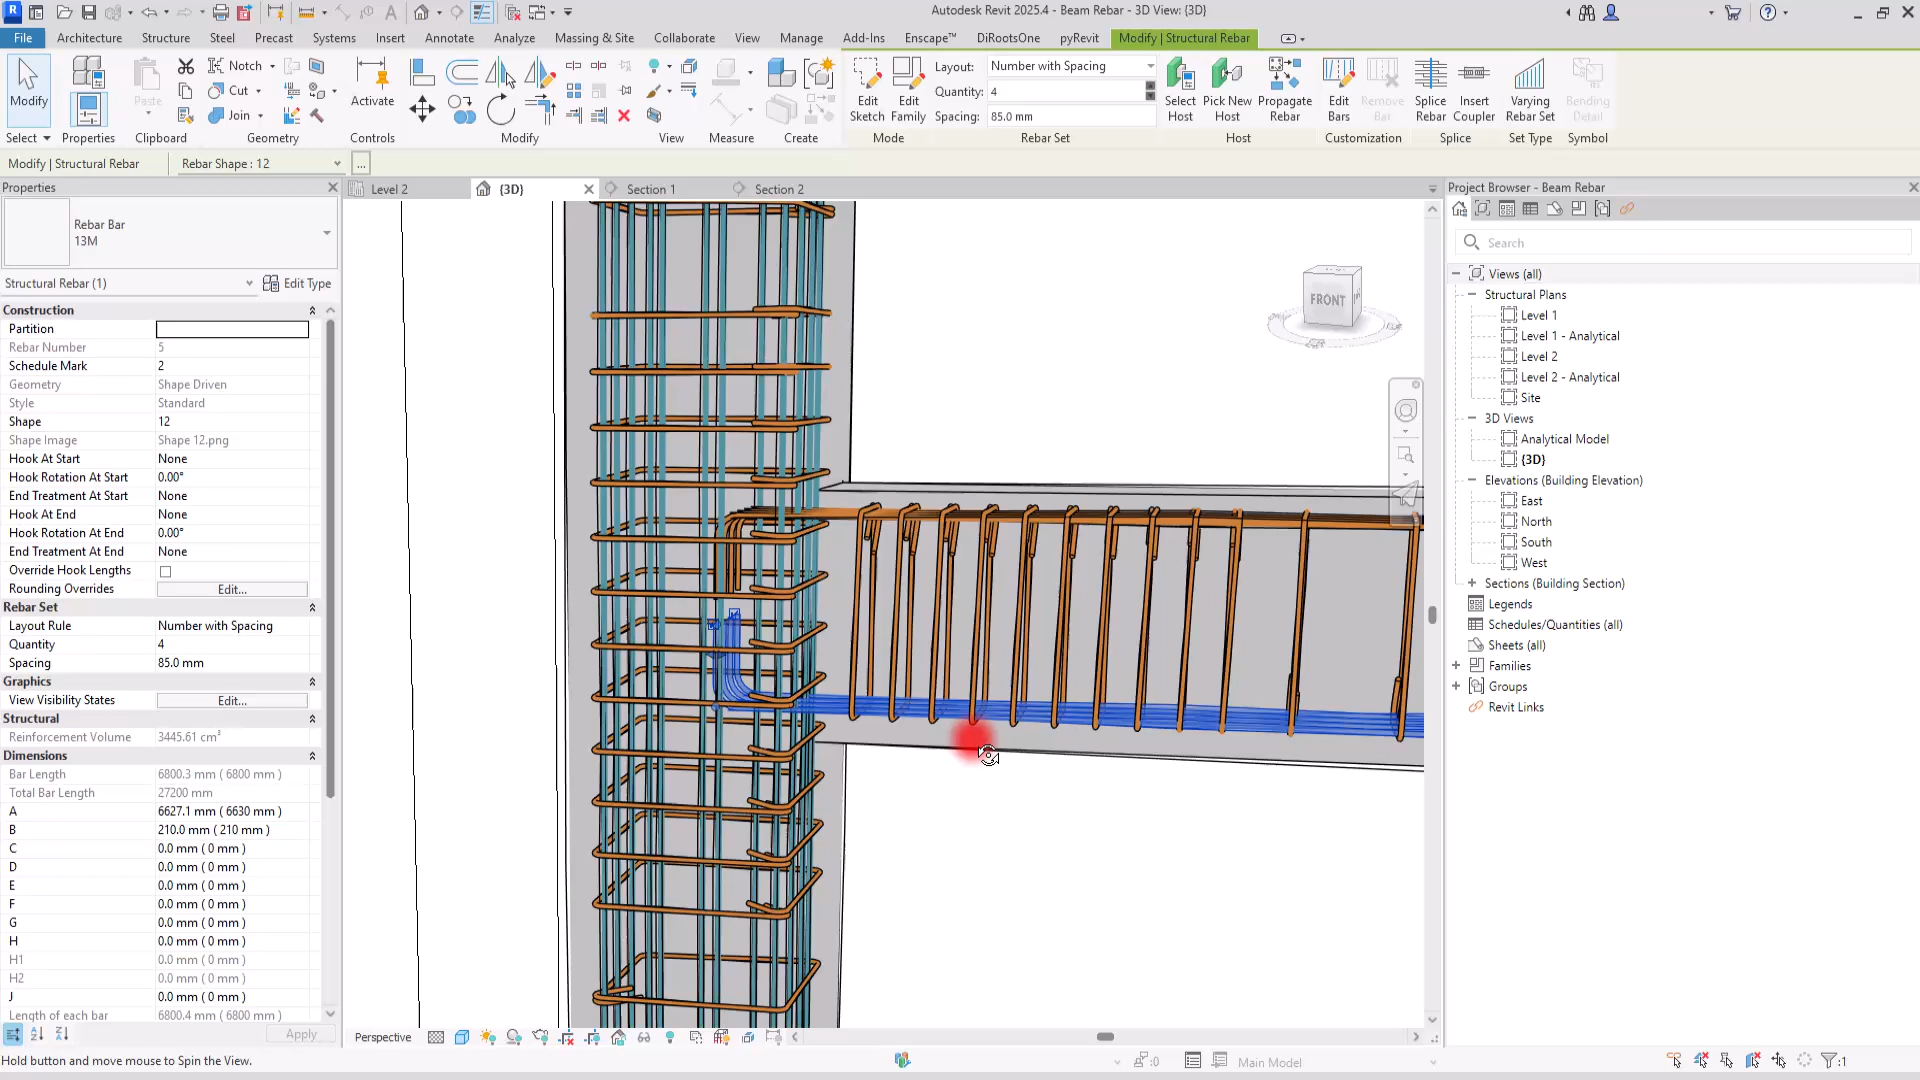 Autodesk Revit 2025.4 - Beam Rebar - 3D View: {3D}
File Architecture Structure Steel Precast Systems Insert Annotate Analyze Massing & Site Collaborate View Manage Add-Ins Enscape™ DiRootsOne pyRevit Modify | Structural Rebar
Modify
Select
Properties
Paste
Clipboard
Notch
Cut
Join
Geometry
Activate
Controls
Modify
View
Measure
Create
Edit Sketch
Edit Family
Mode
Layout: Number with Spacing
Quantity: 4
Spacing: 85.0 mm
Rebar Set
Select Host
Pick New Host
Propagate Rebar
Host
Edit Bars
Remove Bar
Customization
Splice Rebar
Insert Coupler
Splice
Varying Rebar Set
Set Type
Bending Detail
Symbol
Modify | Structural Rebar
Rebar Shape : 12
...
Properties
Rebar Bar
13M
Structural Rebar (1)
Edit Type
Construction
Partition
Rebar Number 5
Schedule Mark 2
Geometry Shape Driven
Style Standard
Shape 12
Shape Image Shape 12.png
Hook At Start None
Hook Rotation At Start 0.00°
End Treatment At Start None
Hook At End None
Hook Rotation At End 0.00°
End Treatment At End None
Override Hook Lengths
Rounding Overrides Edit...
Rebar Set
Layout Rule Number with Spacing
Quantity 4
Spacing 85.0 mm
Graphics
View Visibility States Edit...
Structural
Reinforcement Volume 3445.61 cm³
Dimensions
Bar Length 6800.3 mm ( 6800 mm )
Total Bar Length 27200 mm
A 6627.1 mm ( 6630 mm )
B 210.0 mm ( 210 mm )
C 0.0 mm ( 0 mm )
D 0.0 mm ( 0 mm )
E 0.0 mm ( 0 mm )
F 0.0 mm ( 0 mm )
G 0.0 mm ( 0 mm )
H 0.0 mm ( 0 mm )
H1 0.0 mm ( 0 mm )
H2 0.0 mm ( 0 mm )
J 0.0 mm ( 0 mm )
Length of each bar 6800.4 mm ( 6800 mm )
Apply
Level 2
{3D}
Section 1
Section 2
FRONT
Perspective
Project Browser - Beam Rebar
Search
Views (all)
Structural Plans
Level 1
Level 1 - Analytical
Level 2
Level 2 - Analytical
Site
3D Views
Analytical Model
{3D}
Elevations (Building Elevation)
East
North
South
West
Sections (Building Section)
Legends
Schedules/Quantities (all)
Sheets (all)
Families
Groups
Revit Links
Hold button and move mouse to Spin the View.
:0
Main Model
:1